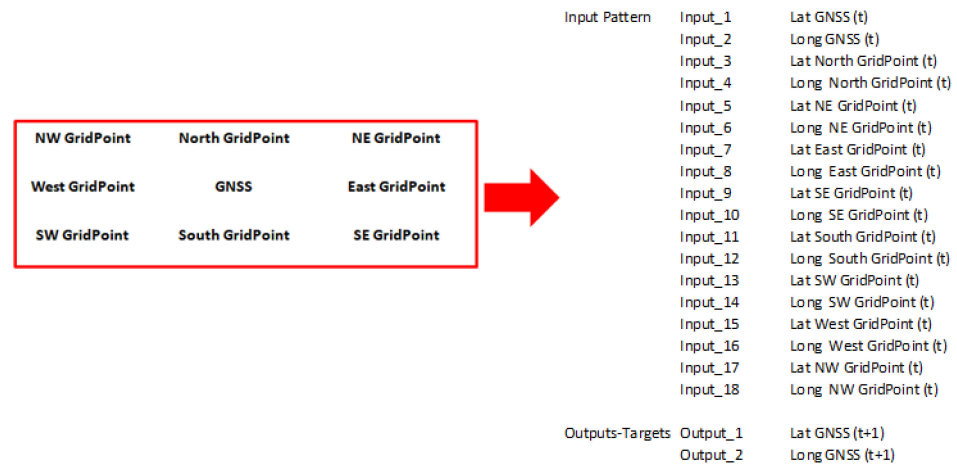 NW GridPoint North GridPoint NE GridPoint
West GridPoint GNSS East GridPoint
SW GridPoint South GridPoint SE GridPoint
Input Pattern Input_1 Lat GNSS (t)
Input_2 Long GNSS (t)
Input_3 Lat North GridPoint (t)
Input_4 Long North GridPoint (t)
Input_5 Lat NE GridPoint (t)
Input_6 Long NE GridPoint (t)
Input_7 Lat East GridPoint (t)
Input_8 Long East GridPoint (t)
Input_9 Lat SE GridPoint (t)
Input_10 Long SE GridPoint (t)
Input_11 Lat South GridPoint (t)
Input_12 Long South GridPoint (t)
Input_13 Lat SW GridPoint (t)
Input_14 Long SW GridPoint (t)
Input_15 Lat West GridPoint (t)
Input_16 Long West GridPoint (t)
Input_17 Lat NW GridPoint (t)
Input_18 Long NW GridPoint (t)
Outputs-Targets Output_1 Lat GNSS (t+1)
Output_2 Long GNSS (t+1)